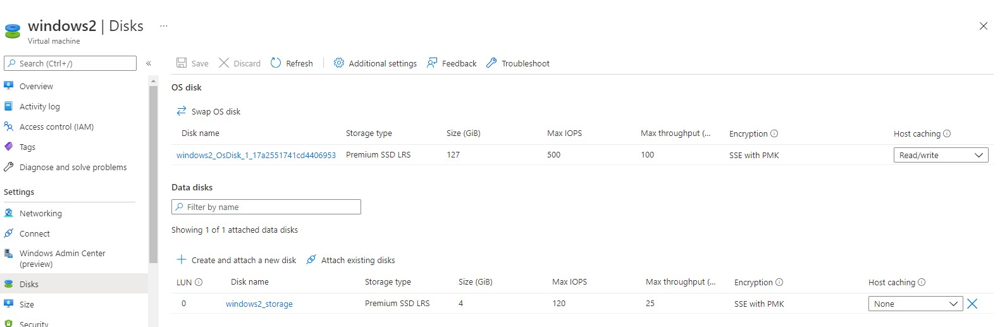 windows2 | Disks ...
Virtual machine
Search (Ctrl+/) «
Save Discard Refresh Additional settings Feedback Troubleshoot
Overview
Activity log
Access control (IAM)
Tags
Diagnose and solve problems
Settings
Networking
Connect
Windows Admin Center
(preview)
Disks
Size
Security
OS disk
Swap OS disk
Disk name Storage type Size (GiB) Max IOPS Max throughput (... Encryption Host caching
windows2_OsDisk_1_17a2551741cd4406953 Premium SSD LRS 127 500 100 SSE with PMK Read/write
Data disks
Filter by name
Showing 1 of 1 attached data disks
Create and attach a new disk Attach existing disks
LUN Disk name Storage type Size (GiB) Max IOPS Max throughput (... Encryption Host caching
0 windows2_storage Premium SSD LRS 4 120 25 SSE with PMK None